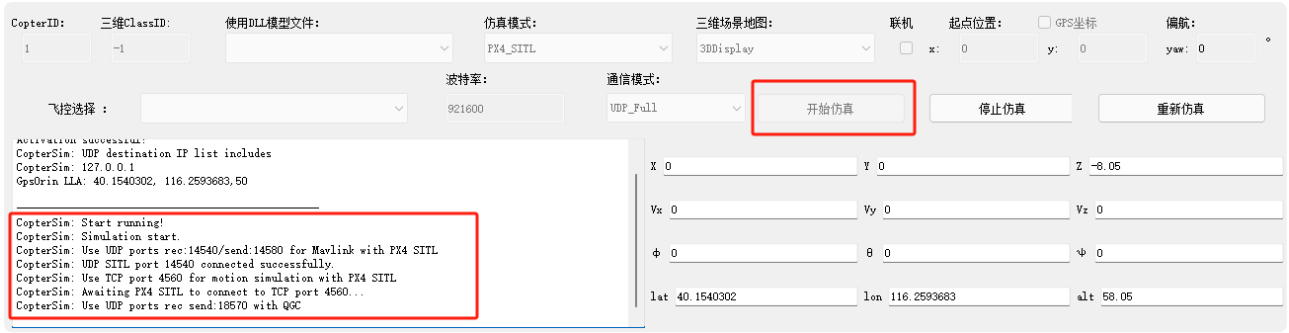 CopterID: 三维ClassID: 使用DLL模型文件: 仿真模式: 三维场景地图: 联机 起点位置: GPS坐标 偏航:
1 -1 PX4_SITL 3DDisplay x: 0 y: 0 yaw: 0 °
波特率: 通信模式:
飞控选择 : 921600 UDP_Full 开始仿真 停止仿真 重新仿真
Activation successful!
CopterSim: UDP destination IP list includes
CopterSim: 127.0.0.1
GpsOrin LLA: 40.1540302, 116.2593683,50
CopterSim: Start running!
CopterSim: Simulation start.
CopterSim: Use UDP ports rec:14540/send:14580 for Mavlink with PX4 SITL
CopterSim: UDP SITL port 14540 connected successfully.
CopterSim: Use TCP port 4560 for motion simulation with PX4 SITL
CopterSim: Awaiting PX4 SITL to connect to TCP port 4560...
CopterSim: Use UDP ports rec send:18570 with QGC
X 0 Y 0 Z -8.05
Vx 0 Vy 0 Vz 0
ϕ 0 θ 0 ψ 0
lat 40.1540302 lon 116.2593683 alt 58.05